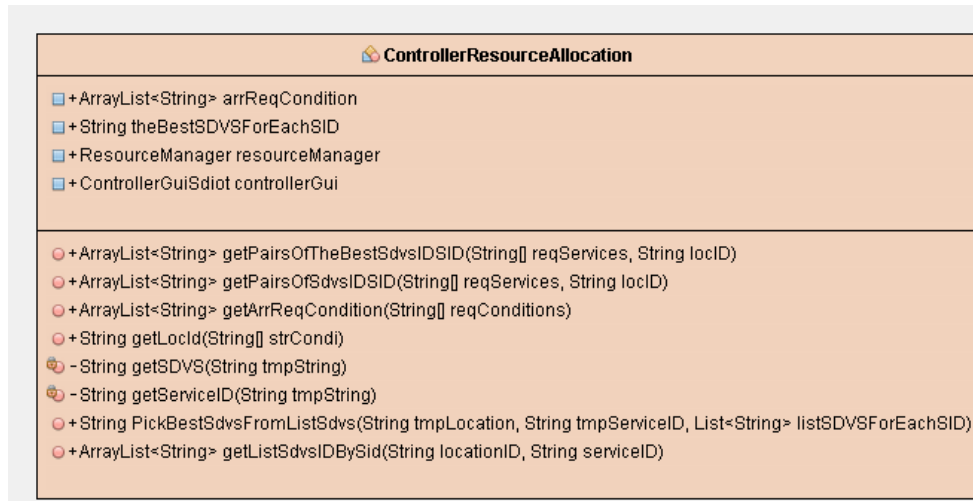 ControllerResourceAllocation
+ArrayList<String> arrReqCondition
+String theBestSDVSForEachSID
+ResourceManager resourceManager
+ControllerGuiSdiot controllerGui
+ArrayList<String> getPairsOfTheBestSdvsIDSID(String[] reqServices, String locID)
+ArrayList<String> getPairsOfSdvsIDSID(String[] reqServices, String locID)
+ArrayList<String> getArrReqCondition(String[] reqConditions)
+String getLocId(String[] strCondi)
-String getSDVS(String tmpString)
-String getServiceID(String tmpString)
+String PickBestSdvsFromListSdvs(String tmpLocation, String tmpServiceID, List<String> listSDVSForEachSID)
+ArrayList<String> getListSdvsIDBySid(String locationID, String serviceID)